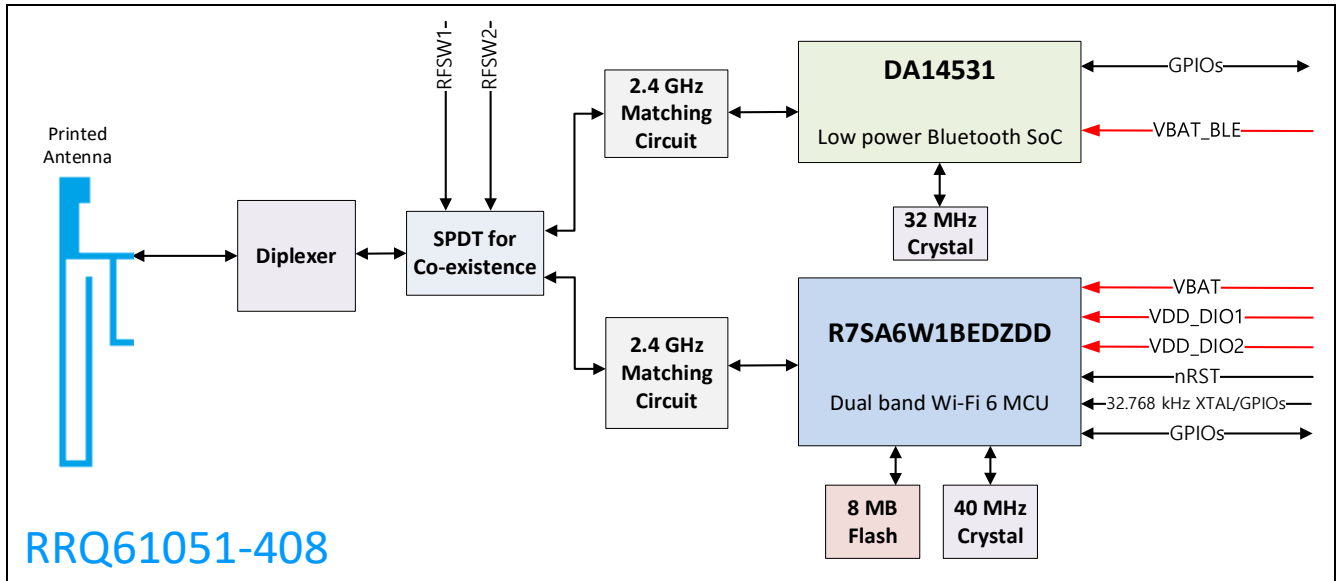 RFSW1-
RFSW2-
Printed
Antenna
Diplexer
SPDT for
Co-existence
2.4 GHz
Matching
Circuit
DA14531
Low power Bluetooth SoC
GPIOs
VBAT_BLE
32 MHz
Crystal
2.4 GHz
Matching
Circuit
R7SA6W1BEDZDD
Dual band Wi-Fi 6 MCU
VBAT
VDD_DIO1
VDD_DIO2
nRST
32.768 kHz XTAL/GPIOs
GPIOs
8 MB
Flash
40 MHz
Crystal
RRQ61051-408